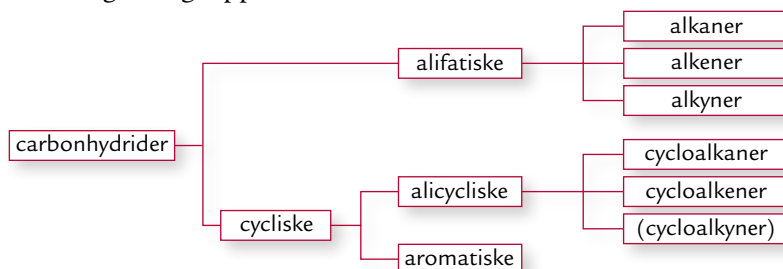 alkaner
alifatiske
alkener
alkyner
carbonhydrider
cycloalkaner
alicycliske
cycloalkener
cycliske
(cycloalkyner)
aromatiske